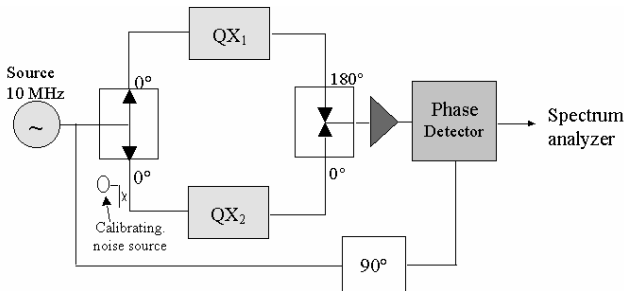 QX1
Source
10 MHz
0°
180°
~
Phase
Detector
Spectrum
analyzer
0°
0°
QX2
Calibrating.
noise source
90°